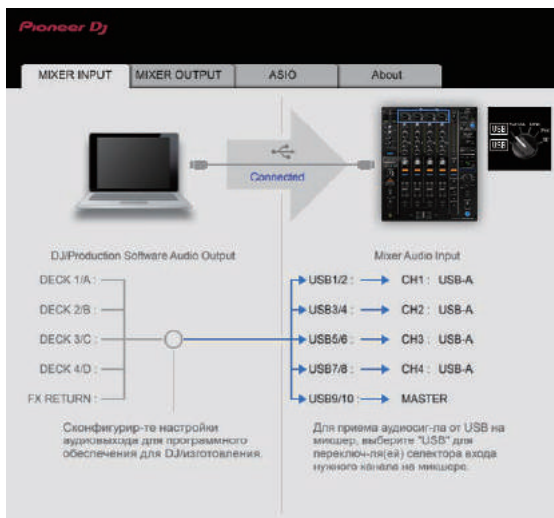 Pioneer Dj
MIXER INPUT MIXER OUTPUT ASIO About
USB
USB
Connected
DJ/Production Software Audio Output Mixer Audio Input
DECK 1/A : USB1/2 : CH1 : USB-A
DECK 2/B : USB3/4 : CH2 : USB-A
DECK 3/C : USB5/6 : CH3 : USB-A
DECK 4/D : USB7/8 : CH4 : USB-A
FX RETURN : USB9/10 : MASTER
Сконфигурир-те настройки
аудиовыхода для программного
обеспечения для DJ/изготовления.
Для приема аудиосиг-ла от USB на
микшер, выберите "USB" для
переключ-ля(ей) селектора входа
нужного канала на микшере.